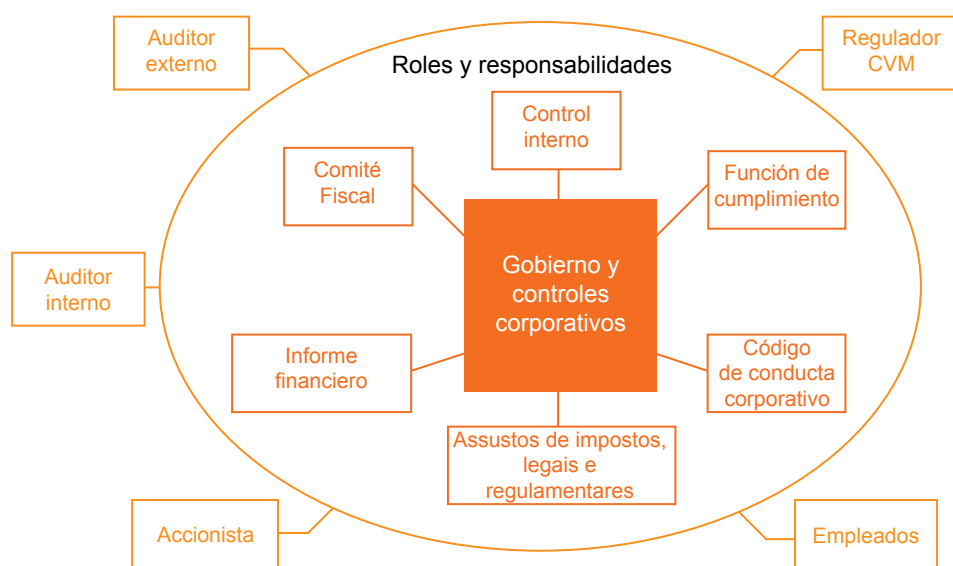 Auditor
externo
Regulador
CVM
Roles y responsabilidades
Control
interno
Comité
Fiscal
Función de
cumplimiento
Gobierno y
controles
corporativos
Auditor
interno
Informe
financiero
Código
de conducta
corporativo
Assustos de impostos,
legais e
regulamentares
Accionista
Empleados